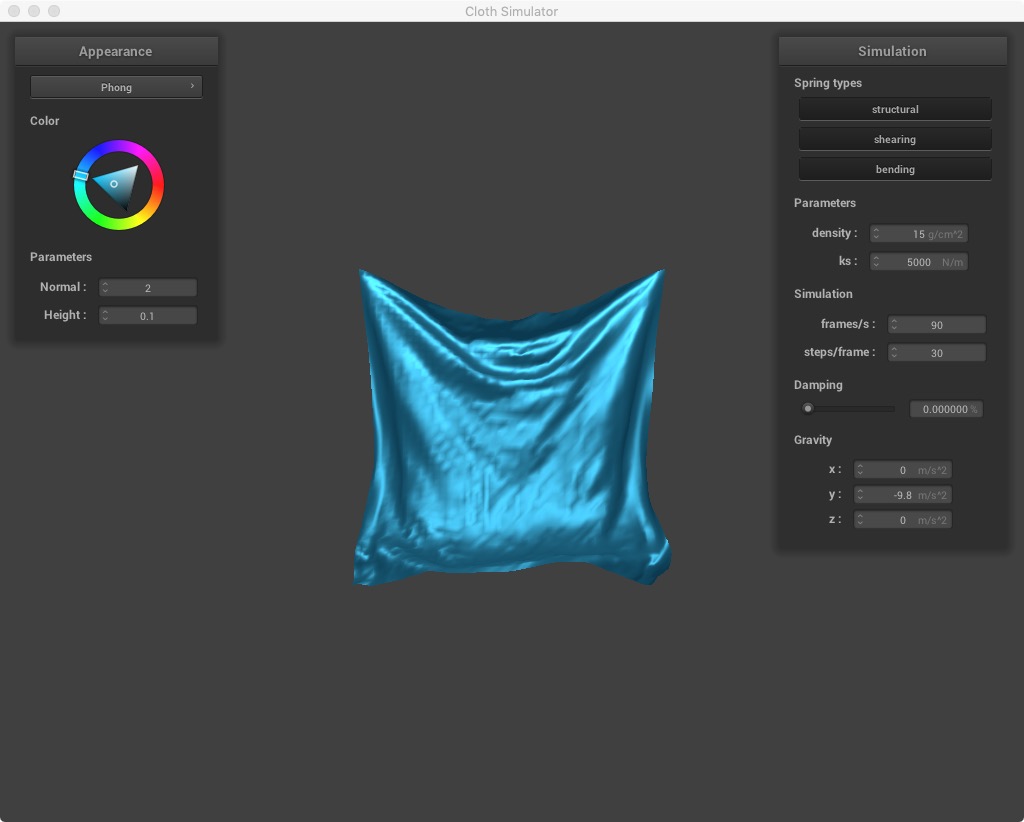 Cloth Simulator
Appearance
Phong
Color
Parameters
Normal : 2
Height : 0.1
Simulation
Spring types
structural
shearing
bending
Parameters
density : 15 g/cm^2
ks : 5000 N/m
Simulation
frames/s : 90
steps/frame : 30
Damping
0.000000 %
Gravity
x : 0 m/s^2
y : -9.8 m/s^2
z : 0 m/s^2